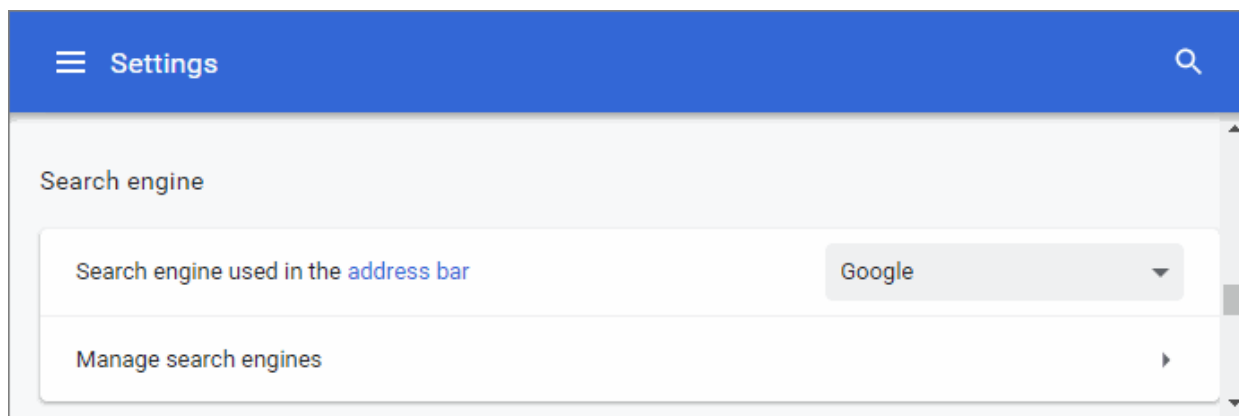 Settings
Search engine
Search engine used in the address bar
Google
Manage search engines